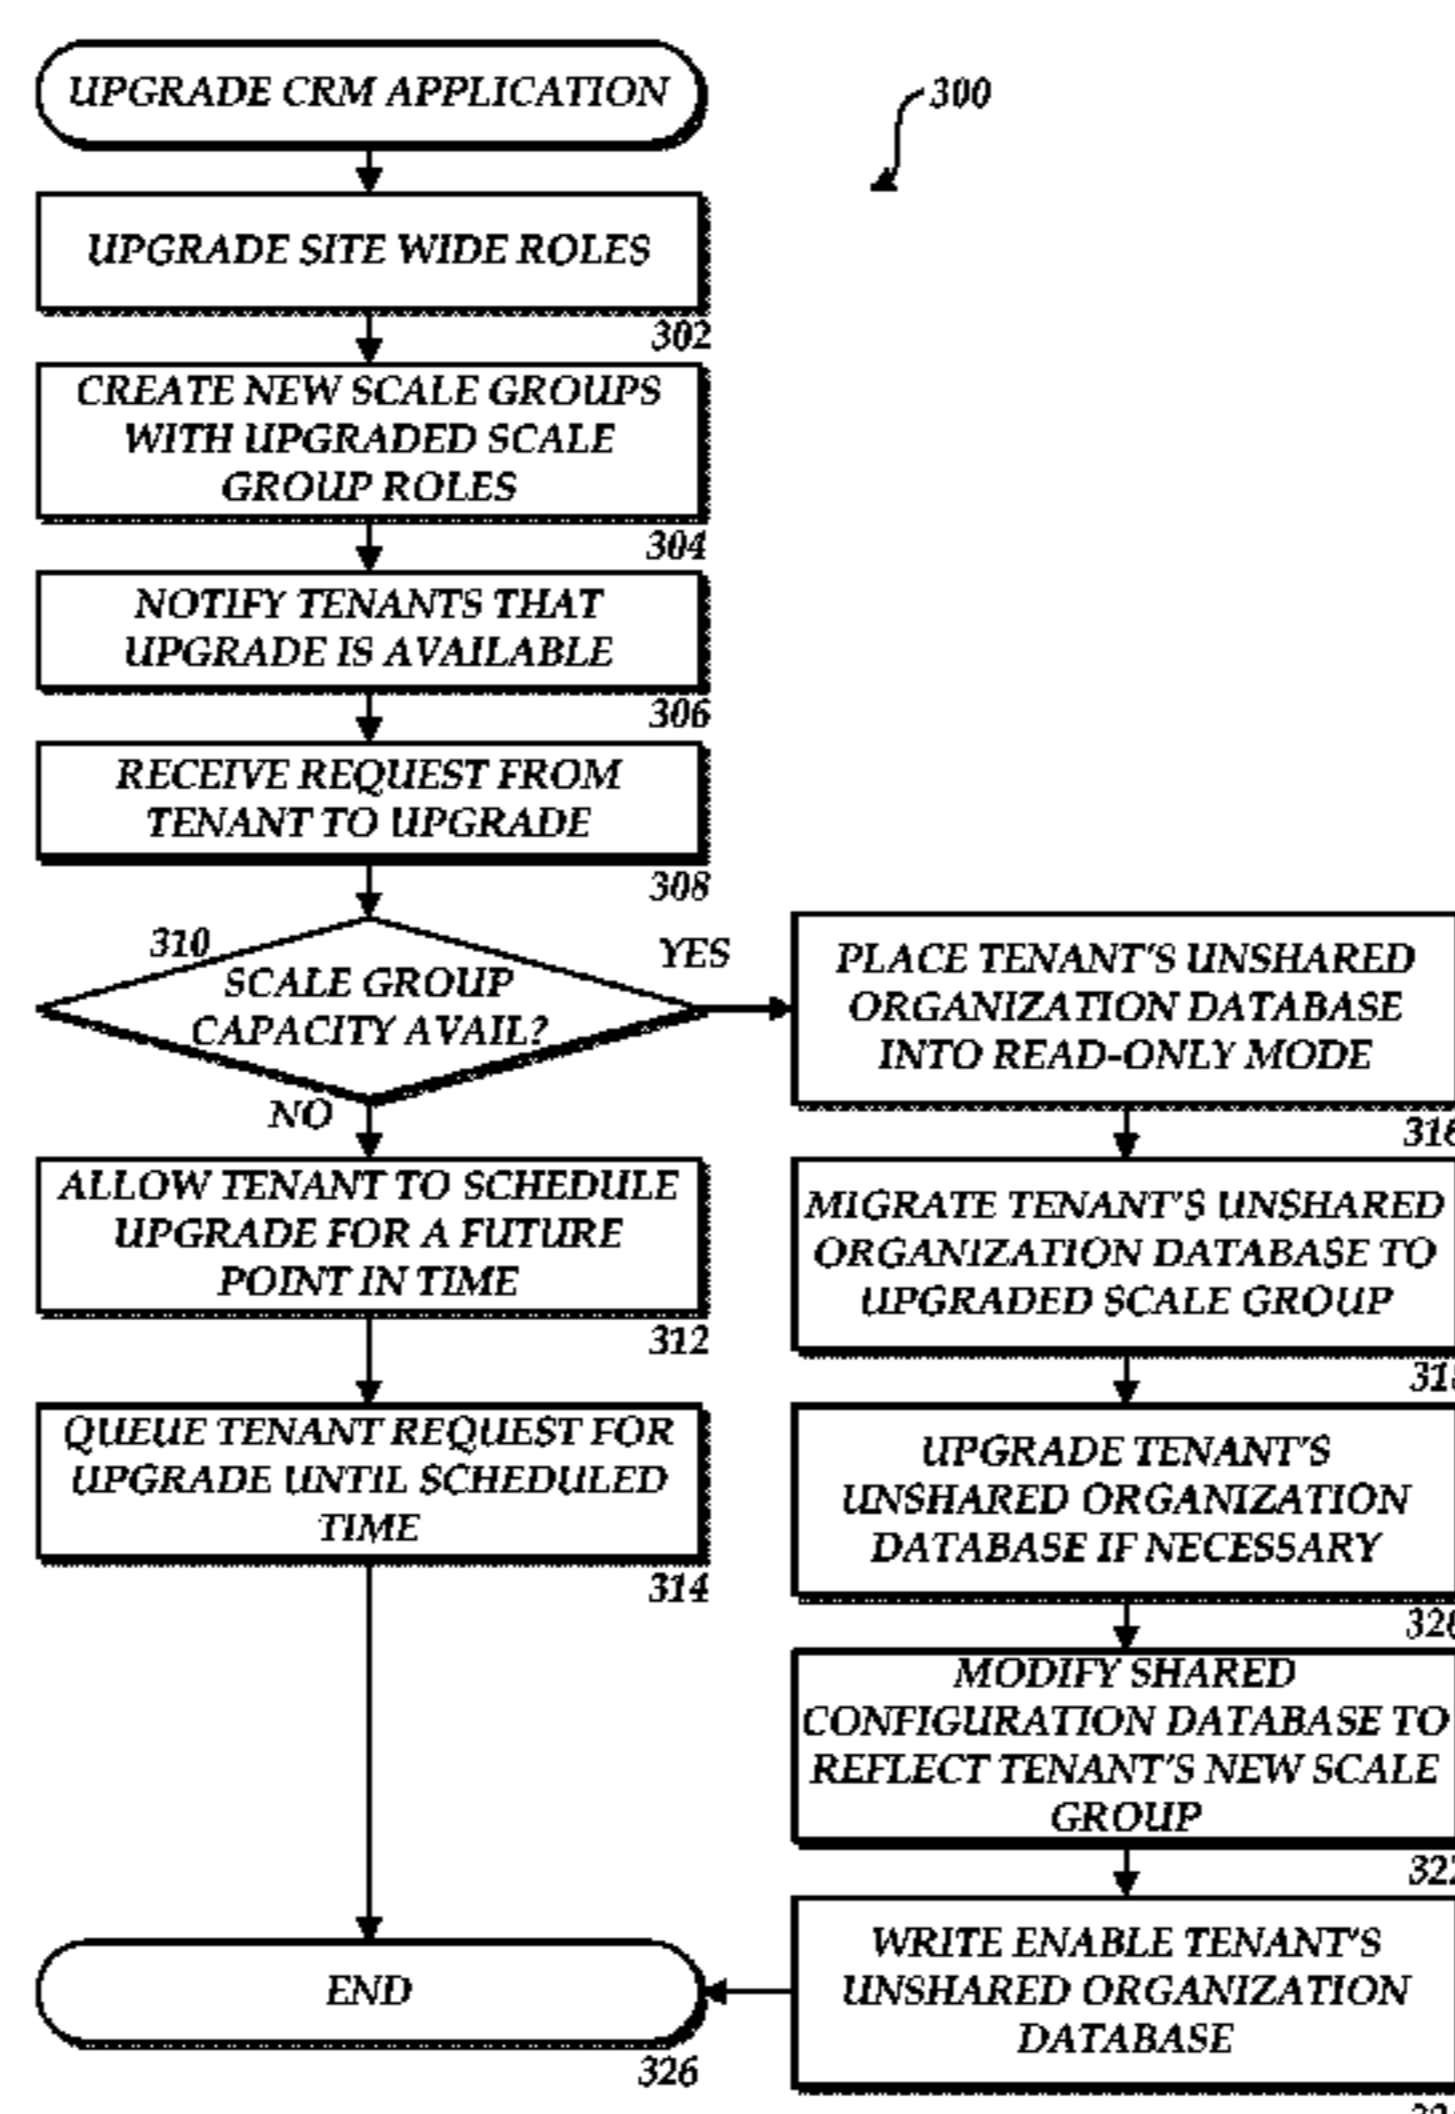 UPGRADE CRM APPLICATION
300
UPGRADE SITE WIDE ROLES
302
CREATE NEW SCALE GROUPS
WITH UPGRADED SCALE
GROUP ROLES
304
NOTIFY TENANTS THAT
UPGRADE IS AVAILABLE
306
RECEIVE REQUEST FROM
TENANT TO UPGRADE
308
310
SCALE GROUP
CAPACITY AVAIL?
YES
NO
ALLOW TENANT TO SCHEDULE
UPGRADE FOR A FUTURE
POINT IN TIME
312
QUEUE TENANT REQUEST FOR
UPGRADE UNTIL SCHEDULED
TIME
314
PLACE TENANT'S UNSHARED
ORGANIZATION DATABASE
INTO READ-ONLY MODE
316
MIGRATE TENANT'S UNSHARED
ORGANIZATION DATABASE TO
UPGRADED SCALE GROUP
UPGRADE TENANT'S
UNSHARED ORGANIZATION
DATABASE IF NECESSARY
MODIFY SHARED
CONFIGURATION DATABASE TO
REFLECT TENANT'S NEW SCALE
GROUP
322
WRITE ENABLE TENANT'S
UNSHARED ORGANIZATION
DATABASE
END
326